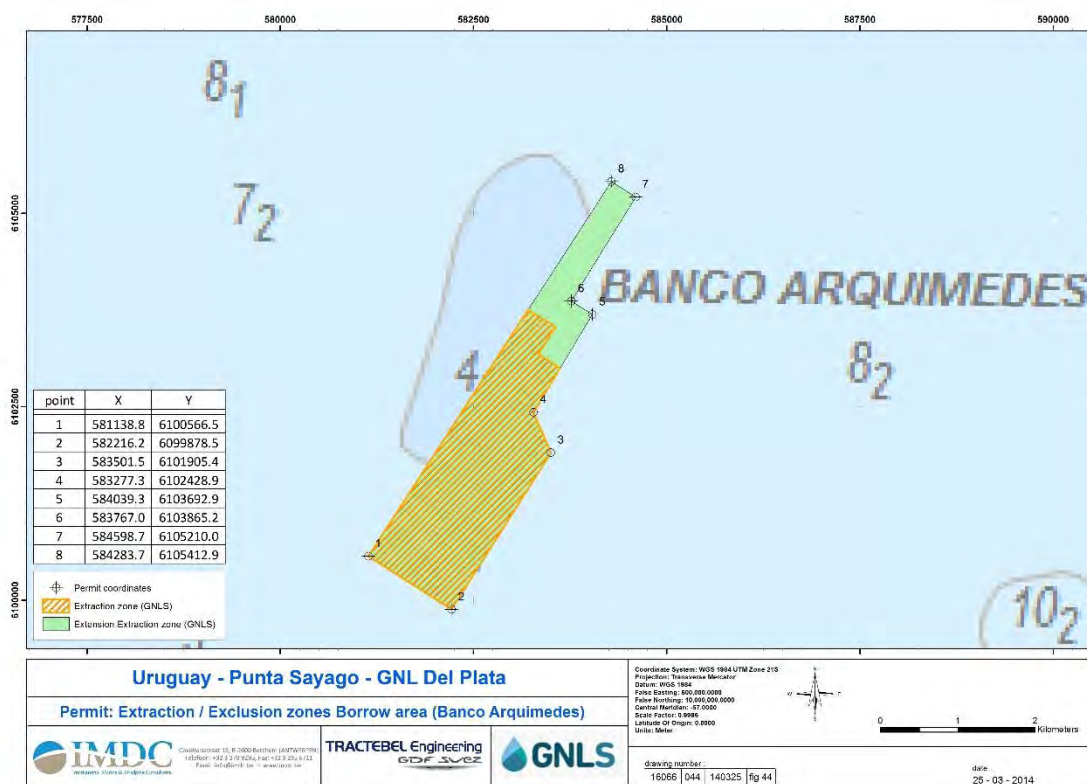 577500 580000 582500 585000 587500 590000
8₁
7₂
6105000
8
7
6
5
BANCO ARQUIMEDES
8₂
4
6102500
4
3
point X Y
1 581138.8 6100566.5
2 582216.2 6099878.5
3 583501.5 6101905.4
4 583277.3 6102428.9
5 584039.3 6103692.9
6 583767.0 6103865.2
7 584598.7 6105210.0
8 584283.7 6105412.9
1
2
6100000
10₂
Permit coordinates
Extraction zone (GNLS)
Extension Extraction zone (GNLS)
Uruguay - Punta Sayago - GNL Del Plata
Permit: Extraction / Exclusion zones Borrow area (Banco Arquimedes)
IMDC
TRACTEBEL Engineering
GDF SUEZ
GNLS
Coordinate System: WGS 1984 UTM Zone 21S
Projection: Transverse Mercator
Datum: WGS 1984
False Easting: 500,000.0000
False Northing: 10,000,000.0000
Central Meridian: -57.0000
Scale Factor: 0.9996
Latitude Of Origin: 0.0000
Units: Meter
0 1 2
Kilometers
drawing number :
16066 044 140325 fig 44
date :
25 - 03 - 2014